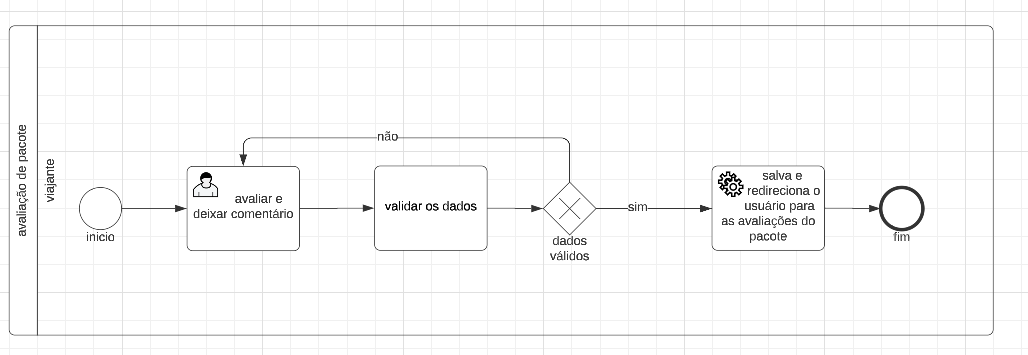 avaliação de pacote
viajante
inicio
avaliar e
deixar comentário
validar os dados
não
dados
válidos
sim
salva e
redireciona o
usuário para
as avaliações do
pacote
fim